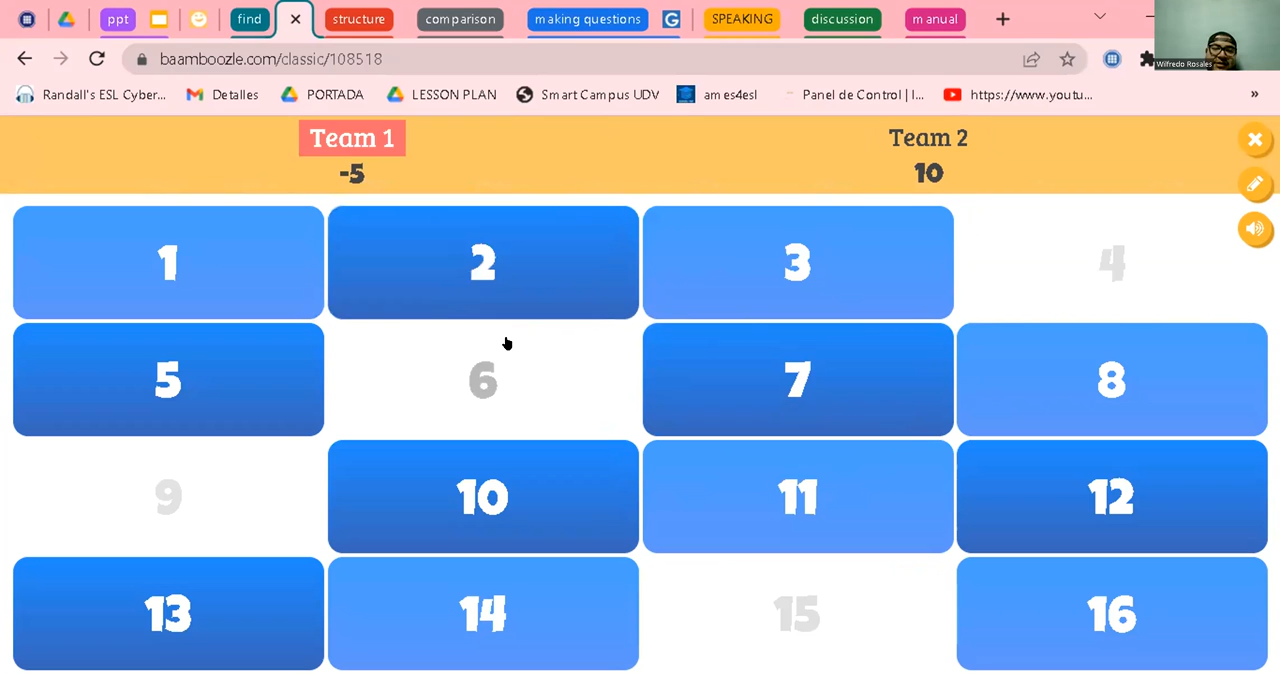 ppt
find
structure
comparison
making questions
SPEAKING
discussion
manual
baamboozle.com/classic/108518
Wilfredo Rosales
Randall's ESL Cyber...
Detalles
PORTADA
LESSON PLAN
Smart Campus UDV
ames4esl
Panel de Control | I...
https://www.youtu...
»
Team 1
Team 2
-5
10
1
2
3
4
5
6
7
8
9
10
11
12
13
14
15
16